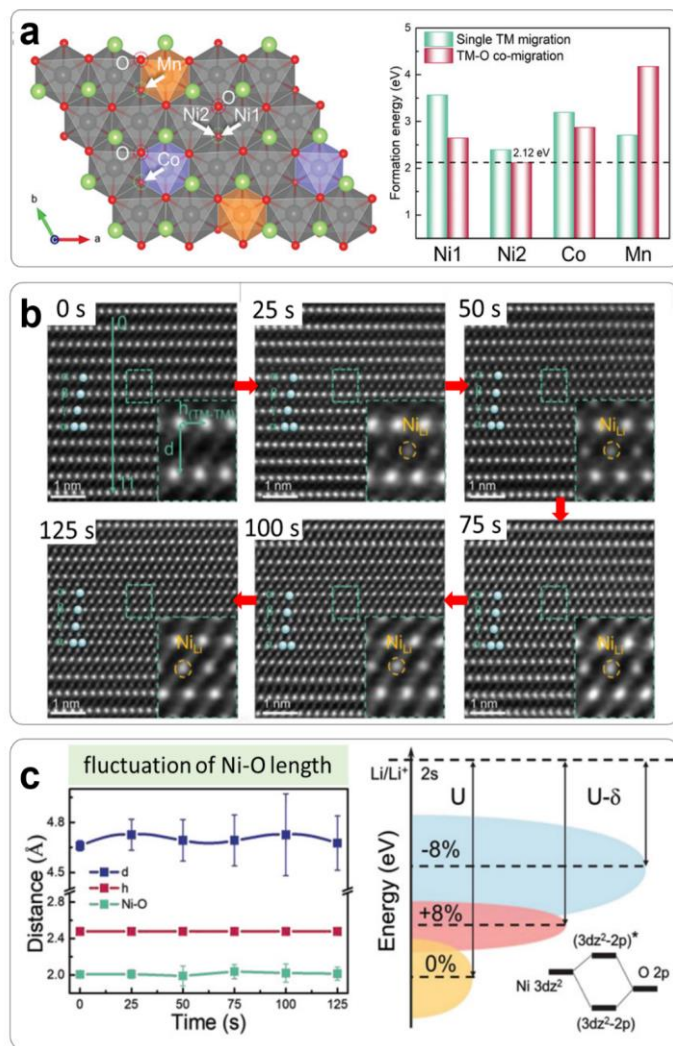 a
O
Mn
O
Ni2
Ni1
O
Co
b
a
Formation energy (eV)
5
4
3
2
1
Single TM migration
TM-O co-migration
2.12 eV
Ni1
Ni2
Co
Mn
b
0 s
0
h(TM-TM)
d
11
1 nm
25 s
NiLi
1 nm
50 s
NiLi
1 nm
125 s
NiLi
1 nm
100 s
NiLi
1 nm
75 s
NiLi
1 nm
c
fluctuation of Ni-O length
Distance (Å)
4.8
4.5
2.8
2.4
2.0
d
h
Ni-O
0
25
50
75
100
125
Time (s)
Energy (eV)
Li/Li⁺
2s
U
U-δ
-8%
+8%
0%
(3dz²-2p)*
Ni 3dz²
O 2p
(3dz²-2p)